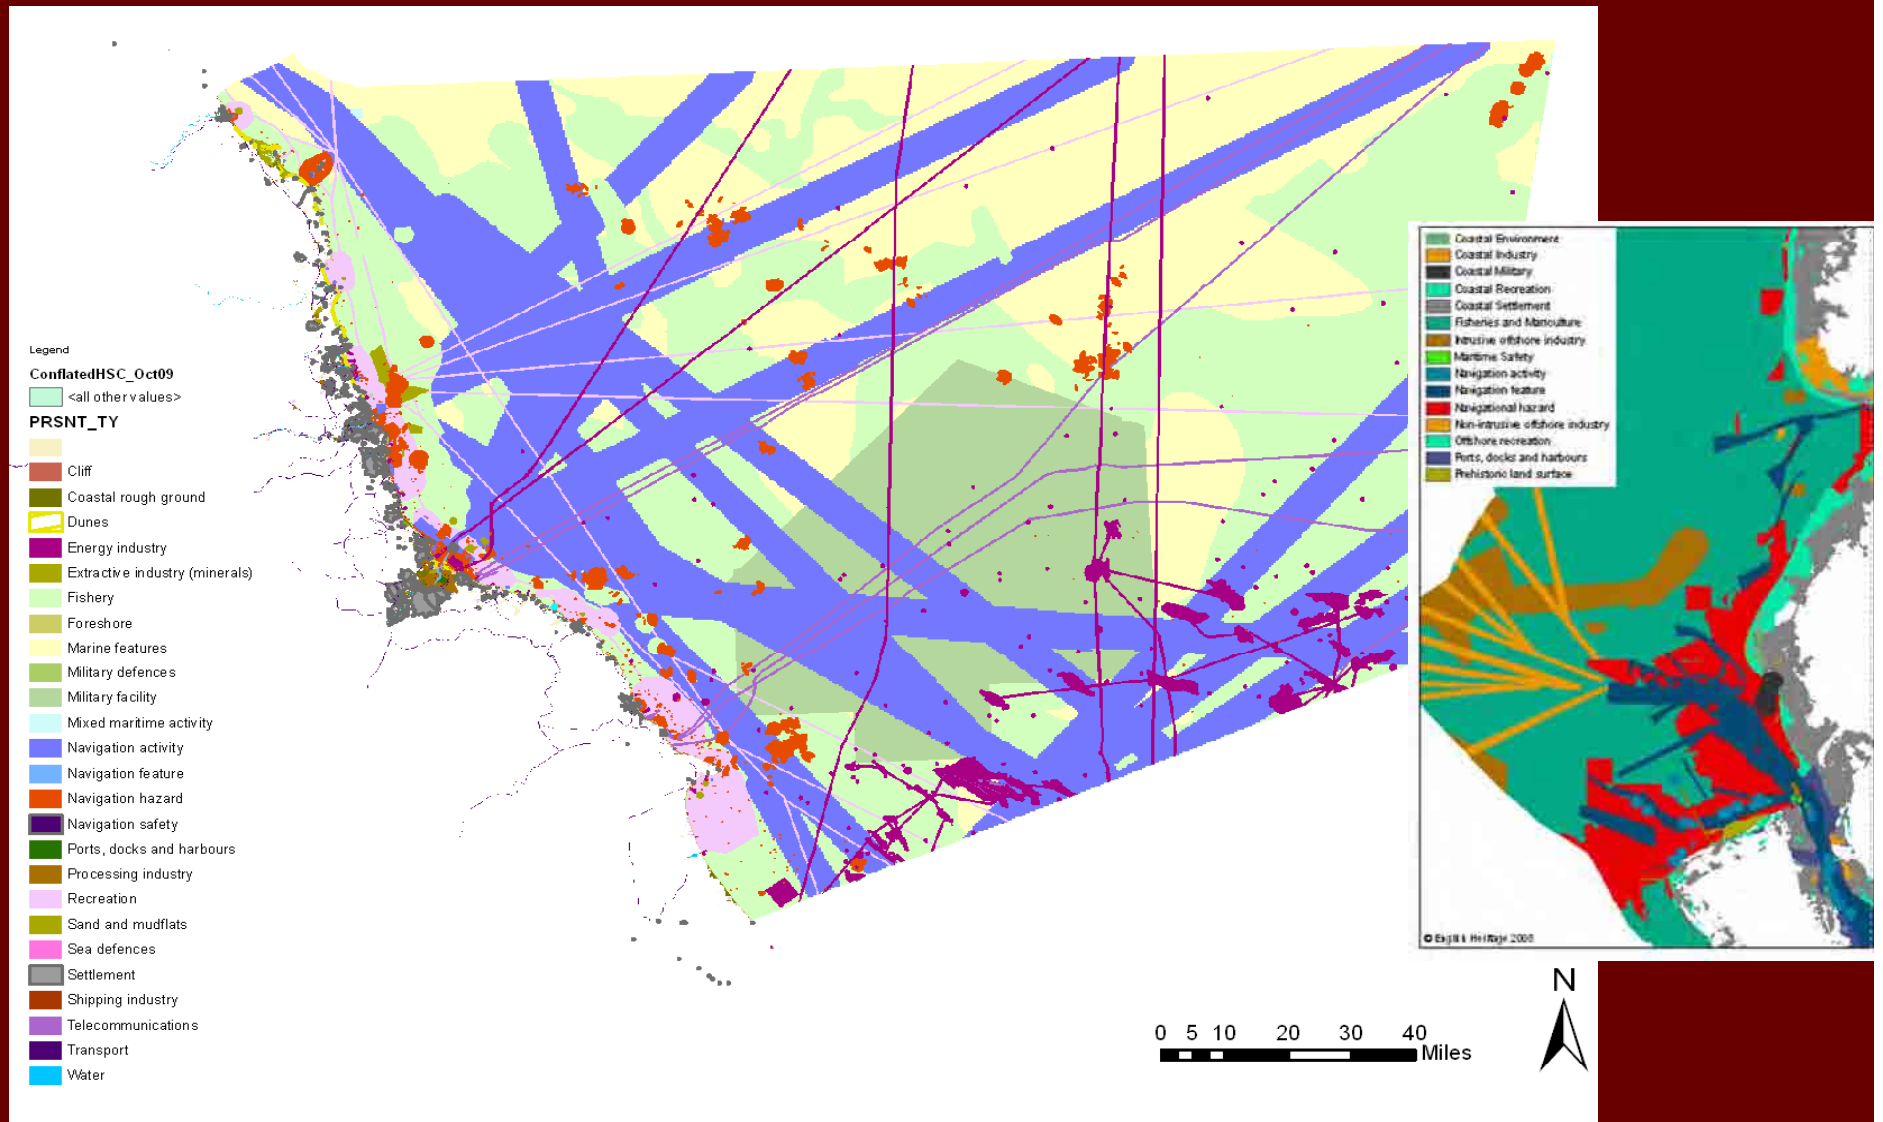 Legend
ConflatedHSC_Oct09
<all other values>
PRSNT_TY
Cliff
Coastal rough ground
Dunes
Energy industry
Extractive industry (minerals)
Fishery
Foreshore
Marine features
Military defences
Military facility
Mixed maritime activity
Navigation activity
Navigation feature
Navigation hazard
Navigation safety
Ports, docks and harbours
Processing industry
Recreation
Sand and mudflats
Sea defences
Settlement
Shipping industry
Telecommunications
Transport
Water
Coastal Environment
Coastal Industry
Coastal Military
Coastal Recreation
Coastal Settlement
Fisheries and Mariculture
Intrusive offshore industry
Maritime Safety
Navigation activity
Navigation feature
Navigational hazard
Non-intrusive offshore industry
Offshore recreation
Ports, docks and harbours
Prehistoric land surface
© English Heritage
N
0 5 10 20 30 40
Miles